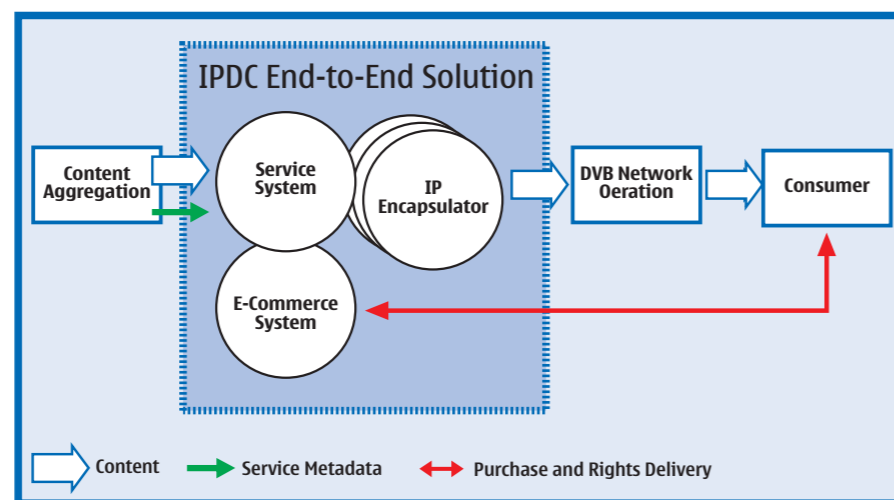 IPDC End-to-End Solution
Content
Aggregation
Service
System
IP
Encapsulator
DVB Network
Oeration
Consumer
E-Commerce
System
Content
Service Metadata
Purchase and Rights Delivery